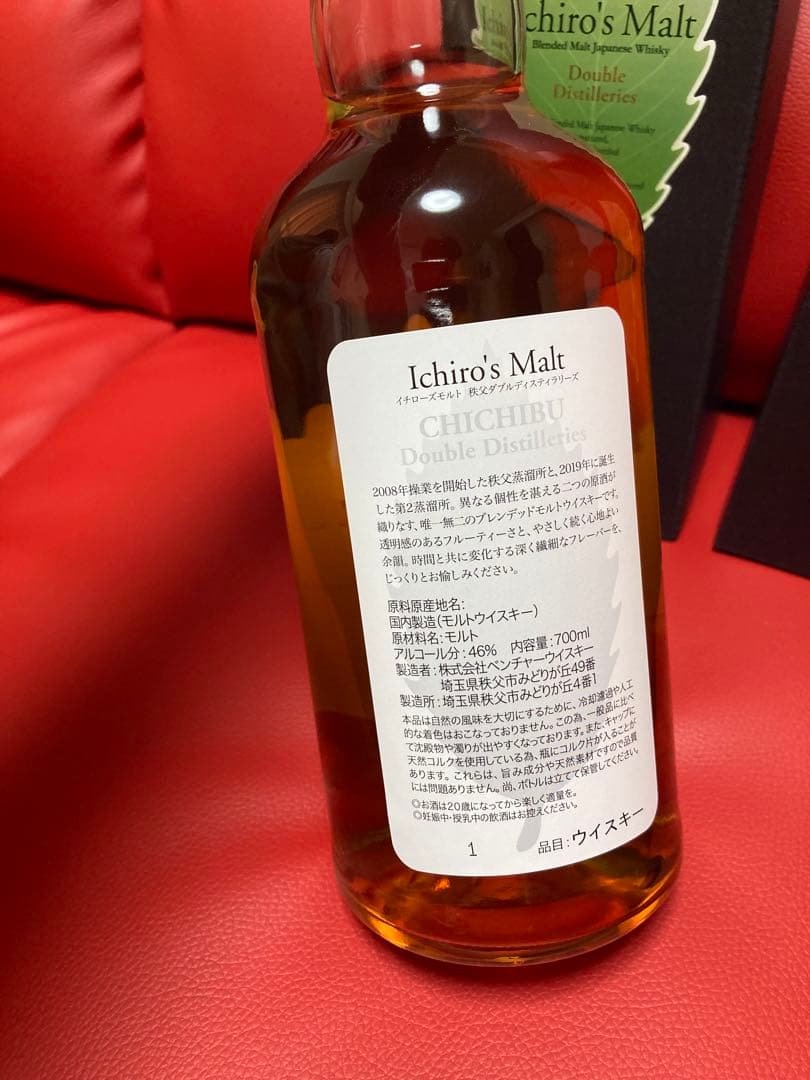 chiro's Malt
Blended Malt Japanese Whisky
Double
Distilleries
Malt Japanese Whisky
Ichiro's Malt
イチローズモルト 秩父ダブルディスティラリーズ
CHICHIBU
Double Distilleries
2008年操業を開始した秩父蒸溜所と、2019年に誕生
した第2蒸溜所。異なる個性を湛える二つの原酒が
織りなす、唯一無二のブレンデッドモルトウイスキーです。
透明感のあるフルーティーさと、やさしく続く心地よい
余韻。時間と共に変化する深く繊細なフレーバーを、
じっくりとお愉しみください。
原料原産地名:
国内製造(モルトウイスキー)
原材料名:モルト
アルコール分:46% 内容量:700ml
製造者:株式会社ベンチャーウイスキー
埼玉県秩父市みどりが丘49番
製造所:埼玉県秩父市みどりが丘4番1
本品は自然の風味を大切にするために、冷却濾過や人工
的な着色はおこなっておりません。この為、一般品に比べ
て沈殿物や濁りが出やすくなっております。また、キャップに
天然コルクを使用している為、瓶にコルク片が入ることが
あります。これらは、旨み成分や天然素材ですので品質
には問題ありません。尚、ボトルは立てて保管してください。
◎お酒は20歳になってから楽しく適量を。
◎妊娠中・授乳中の飲酒はお控えください。
1 品目:ウイスキー